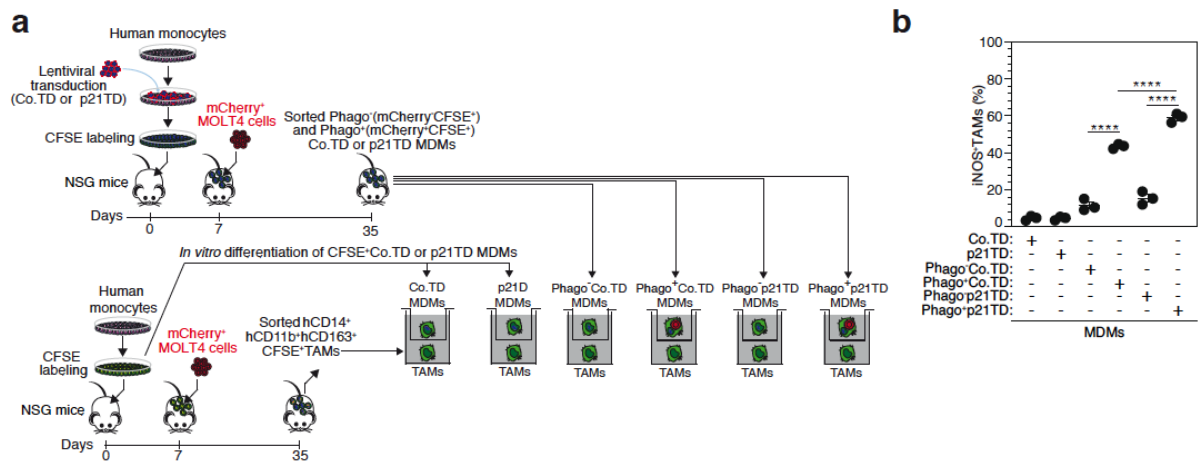 a
Human monocytes
Lentiviral
transduction
(Co.TD or p21TD)
mCherry⁺
MOLT4 cells
CFSE labeling
Sorted Phago⁻(mCherry⁻CFSE⁺)
and Phago⁺(mCherry⁺CFSE⁺)
Co.TD or p21TD MDMs
NSG mice
Days
0
7
35
In vitro differentiation of CFSE⁺Co.TD or p21TD MDMs
Human
monocytes
mCherry⁺
MOLT4 cells
CFSE
labeling
Sorted hCD14⁺
hCD11b⁺hCD163⁺
CFSE⁺TAMs
NSG mice
Days
0
7
35
Co.TD
MDMs
TAMs
p21D
MDMs
TAMs
Phago⁻Co.TD
MDMs
TAMs
Phago⁺Co.TD
MDMs
TAMs
Phago⁻p21TD
MDMs
TAMs
Phago⁺p21TD
MDMs
TAMs
b
iNOS⁺TAMs (%)
100
80
60
40
20
0
****
****
****
Co.TD: + - - - - -
p21TD: - + - - - -
Phago⁻Co.TD: - - + - - -
Phago⁺Co.TD: - - - + - -
Phago⁻p21TD: - - - - + -
Phago⁺p21TD: - - - - - +
MDMs